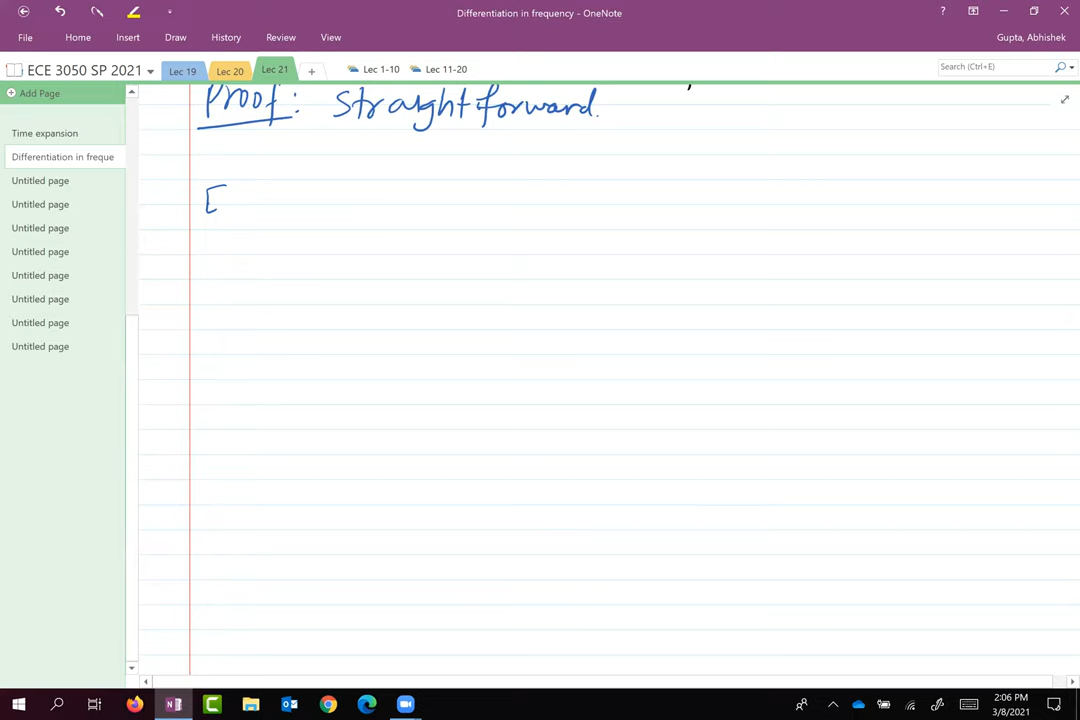 Differentiation in frequency - OneNote
File Home Insert Draw History Review View
Gupta, Abhishek
ECE 3050 SP 2021
Lec 19 Lec 20 Lec 21 + Lec 1-10 Lec 11-20
Search (Ctrl+E)
Add Page
Time expansion
Differentiation in freque
Untitled page
Untitled page
Untitled page
Untitled page
Untitled page
Untitled page
Untitled page
Untitled page
Proof: Straightforward.
[
2:06 PM
3/8/2021